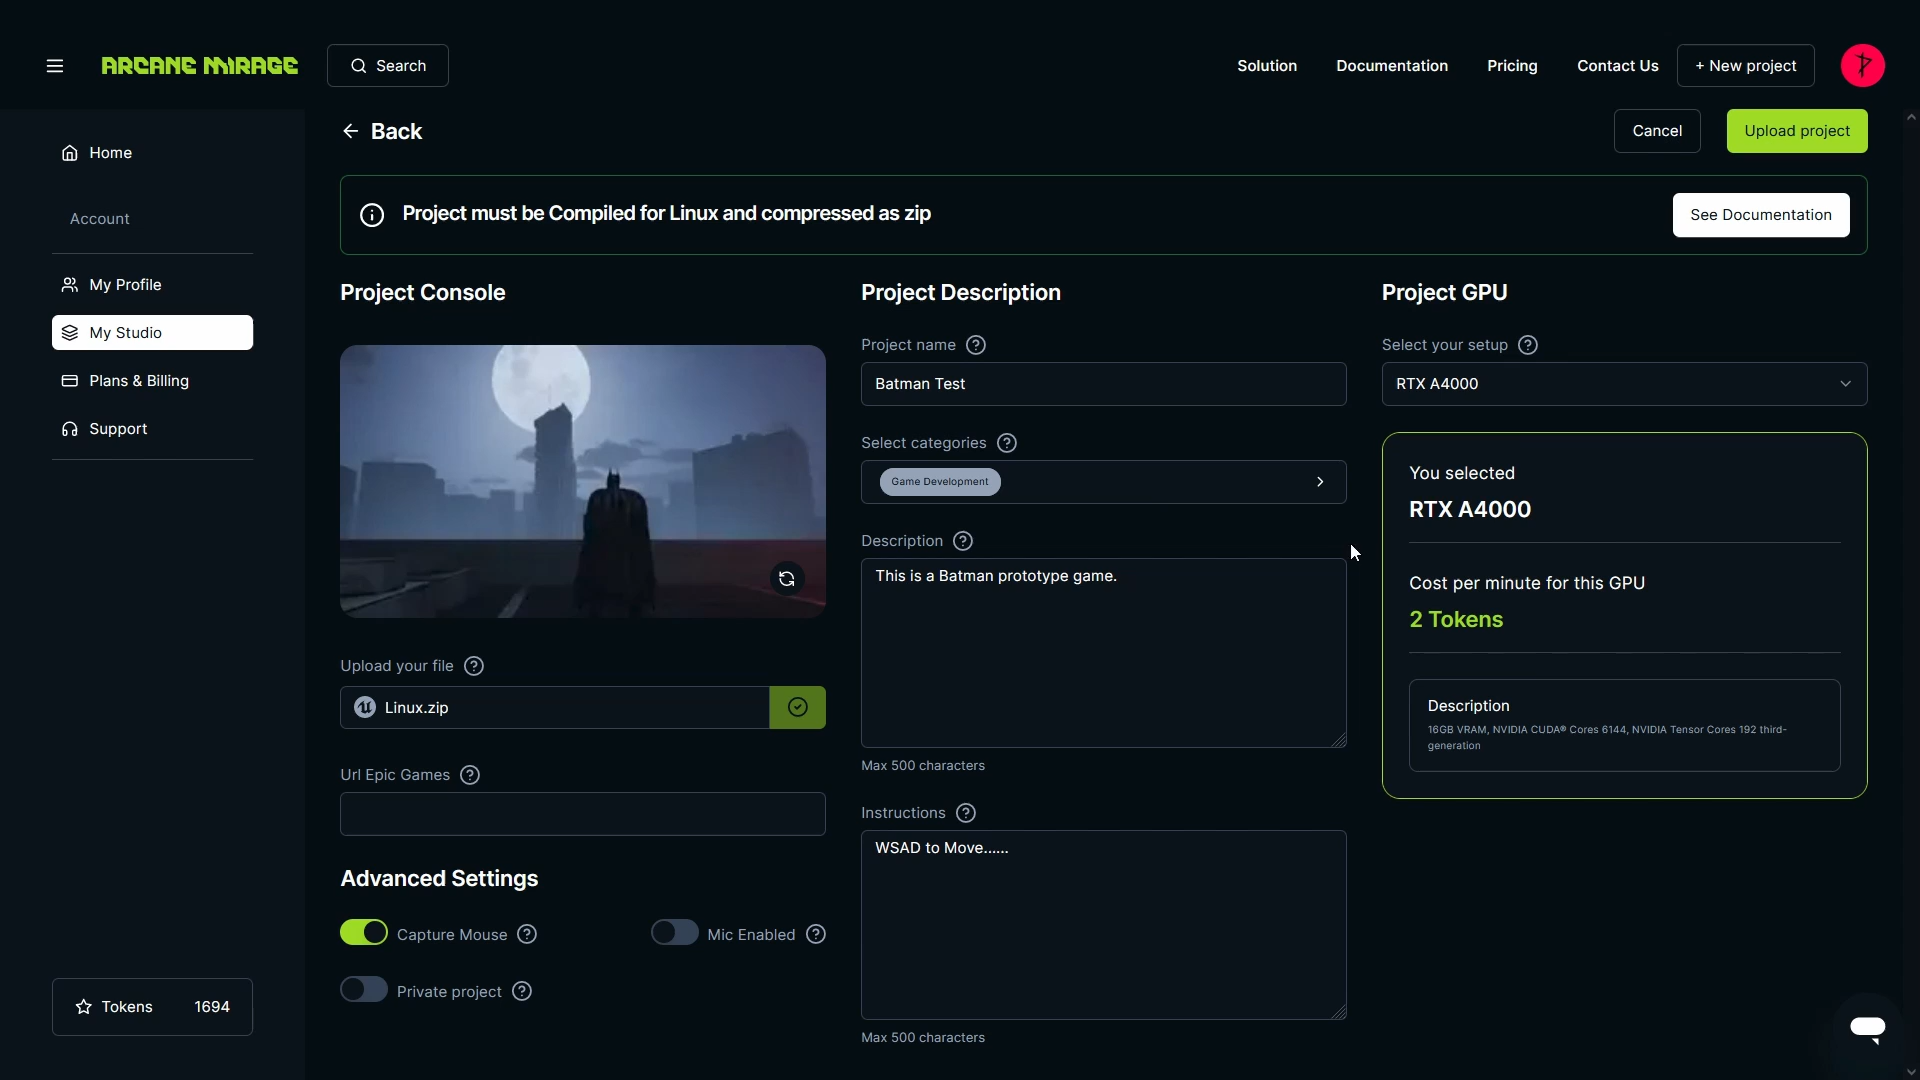 ARCANE MIRAGE
Search
Solution
Documentation
Pricing
Contact Us
+ New project
Home
Account
My Profile
My Studio
Plans & Billing
Support
Tokens 1694
Back
Cancel
Upload project
Project must be Compiled for Linux and compressed as zip
See Documentation
Project Console
Upload your file
Linux.zip
Url Epic Games
Advanced Settings
Capture Mouse
Mic Enabled
Private project
Project Description
Project name
Batman Test
Select categories
Game Development
Description
This is a Batman prototype game.
Max 500 characters
Instructions
WSAD to Move......
Max 500 characters
Project GPU
Select your setup
RTX A4000
You selected
RTX A4000
Cost per minute for this GPU
2 Tokens
Description
16GB VRAM, NVIDIA CUDA® Cores 6144, NVIDIA Tensor Cores 192 third-
generation